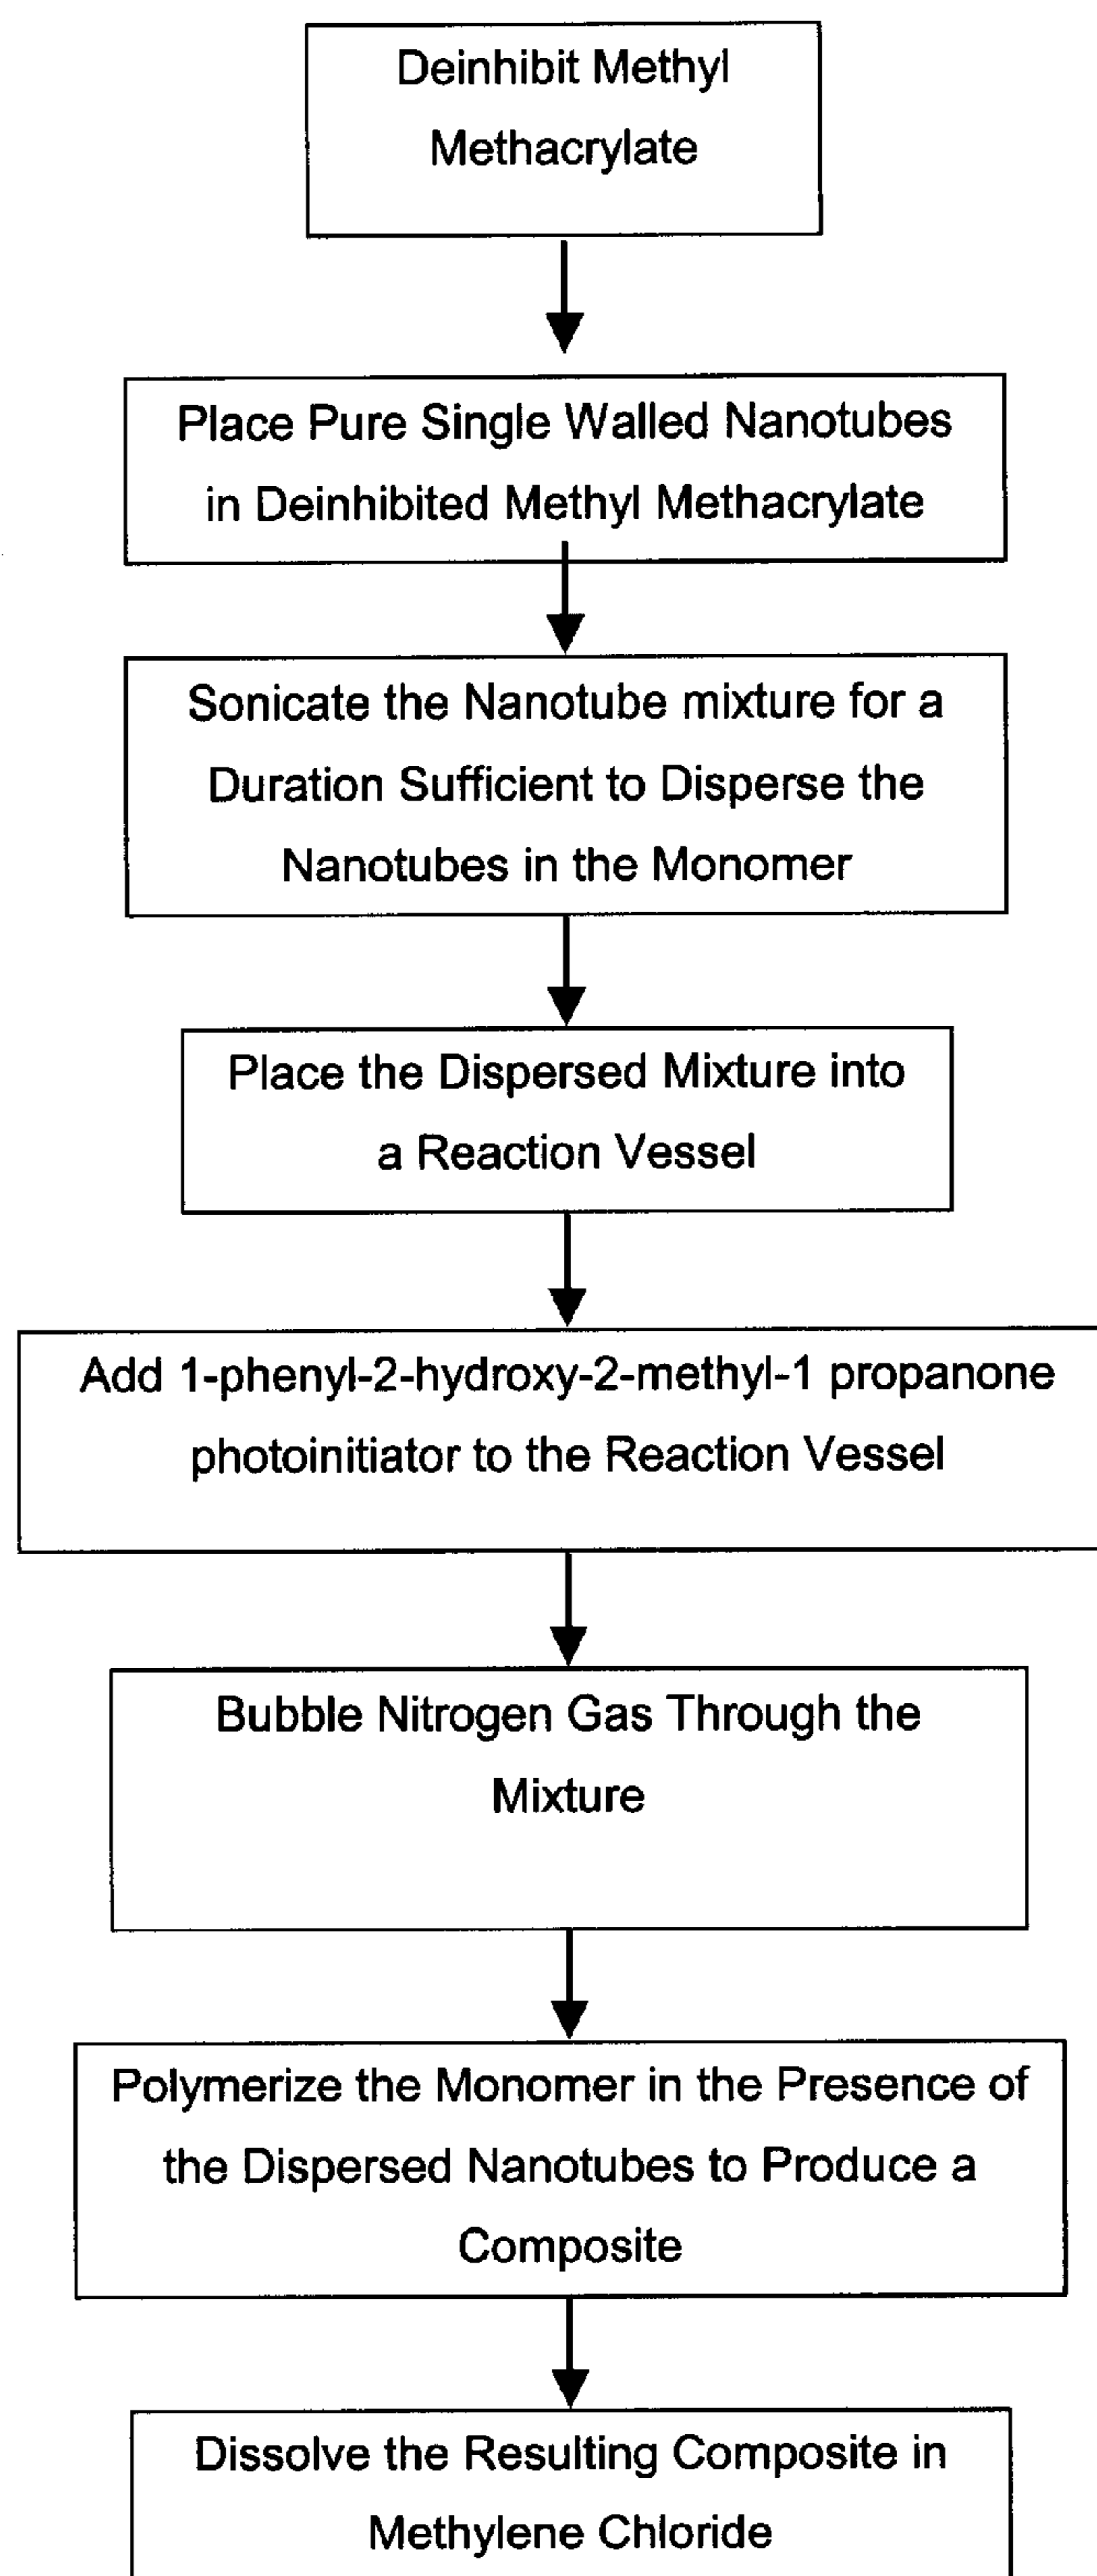 Deinhibit Methyl
Methacrylate
Place Pure Single Walled Nanotubes
in Deinhibited Methyl Methacrylate
Sonicate the Nanotube mixture for a
Duration Sufficient to Disperse the
Nanotubes in the Monomer
Place the Dispersed Mixture into
a Reaction Vessel
Add 1-phenyl-2-hydroxy-2-methyl-1 propanone
photoinitiator to the Reaction Vessel
Bubble Nitrogen Gas Through the
Mixture
Polymerize the Monomer in the Presence of
the Dispersed Nanotubes to Produce a
Composite
Dissolve the Resulting Composite in
Methylene Chloride